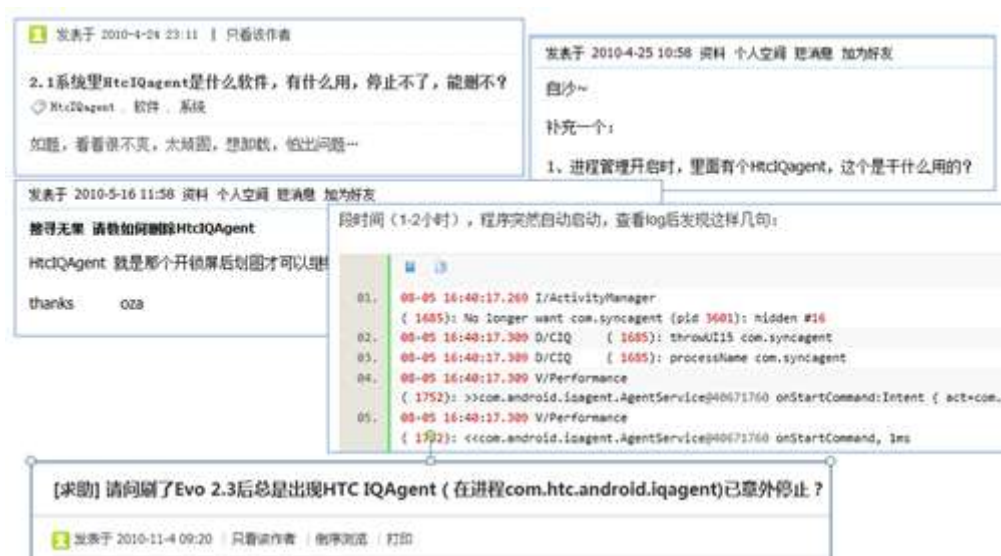 发表于 2010-4-24 23:11 | 只看该作者
2.1系统里HtcIQagent是什么软件，有什么用，停止不了，能删不？
HtcIQagent , 软件 , 系统
如题，看着很不爽，太顽固，想卸载，怕出问题…
发表于 2010-4-25 10:58 资料 个人空间 短消息 加为好友
自沙~
补充一个：
1、进程管理开启时，里面有个HtcIQagent，这个是干什么用的？
发表于 2010-5-16 11:58 资料 个人空间 短消息 加为好友
搜寻无果 请教如何删除HtcIQAgent
HtcIQAgent 就是那个开锁屏后划图才可以
thanks oza
段时间（1-2小时），程序突然自动启动，查看log后发现这样几句：
01. 08-05 16:40:17.269 I/ActivityManager
( 1685): No longer want com.syncagent (pid 3601): hidden #16
02. 08-05 16:40:17.309 D/CIQ ( 1685): throwUI15 com.syncagent
03. 08-05 16:40:17.309 D/CIQ ( 1685): processName com.syncagent
04. 08-05 16:40:17.309 V/Performance
( 1752): >>com.android.iqagent.AgentService@40671760 onStartCommand:Intent { act=com.
05. 08-05 16:40:17.309 V/Performance
( 1752): <<com.android.iqagent.AgentService@40671760 onStartCommand, 1ms
[求助] 请问刷了Evo 2.3后总是出现HTC IQAgent ( 在进程com.htc.android.iqagent)已意外停止？
发表于 2010-11-4 09:20 | 只看该作者 | 倒序浏览 | 打印